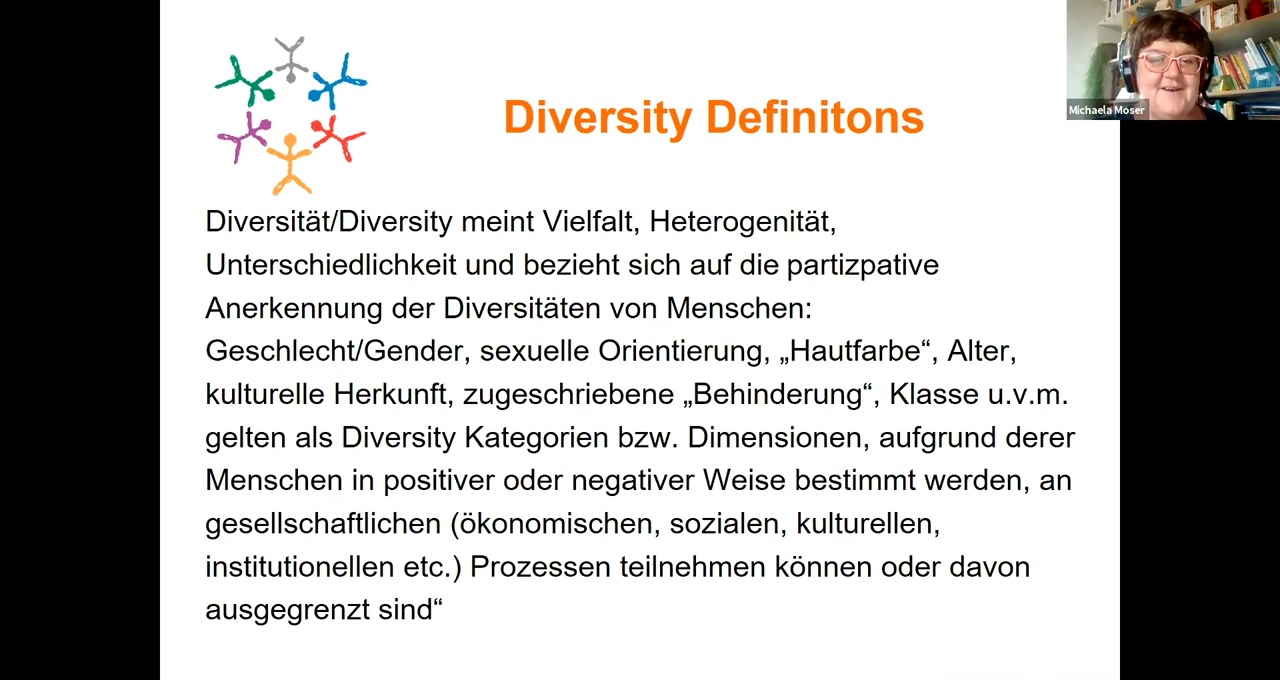 Michaela Moser
Diversity Definitons
Diversität/Diversity meint Vielfalt, Heterogenität,
Unterschiedlichkeit und bezieht sich auf die partizpative
Anerkennung der Diversitäten von Menschen:
Geschlecht/Gender, sexuelle Orientierung, „Hautfarbe“, Alter,
kulturelle Herkunft, zugeschriebene „Behinderung“, Klasse u.v.m.
gelten als Diversity Kategorien bzw. Dimensionen, aufgrund derer
Menschen in positiver oder negativer Weise bestimmt werden, an
gesellschaftlichen (ökonomischen, sozialen, kulturellen,
institutionellen etc.) Prozessen teilnehmen können oder davon
ausgegrenzt sind“